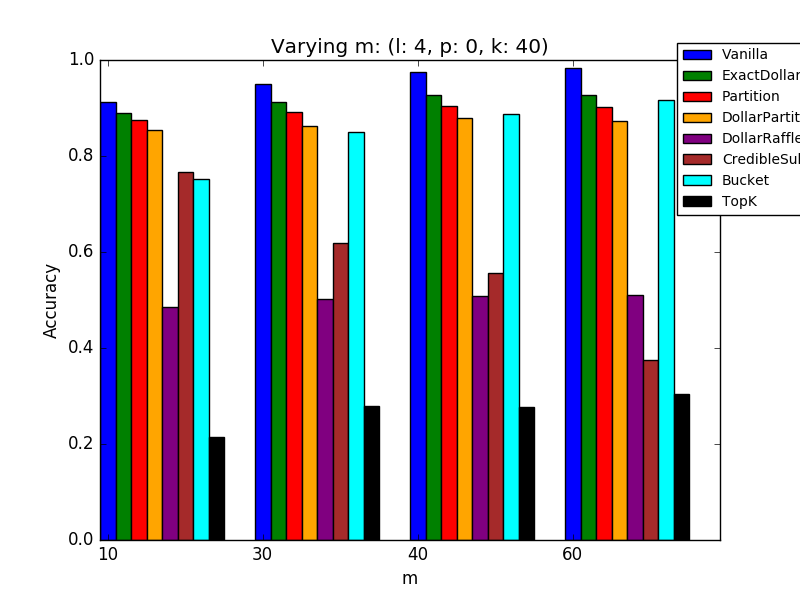 Varying m: (l: 4, p: 0, k: 40)
1.0
0.8
0.6
0.4
0.2
0.0
Accuracy
10
30
40
60
m
Vanilla
ExactDollar
Partition
DollarPartit
DollarRaffle
CredibleSul
Bucket
TopK